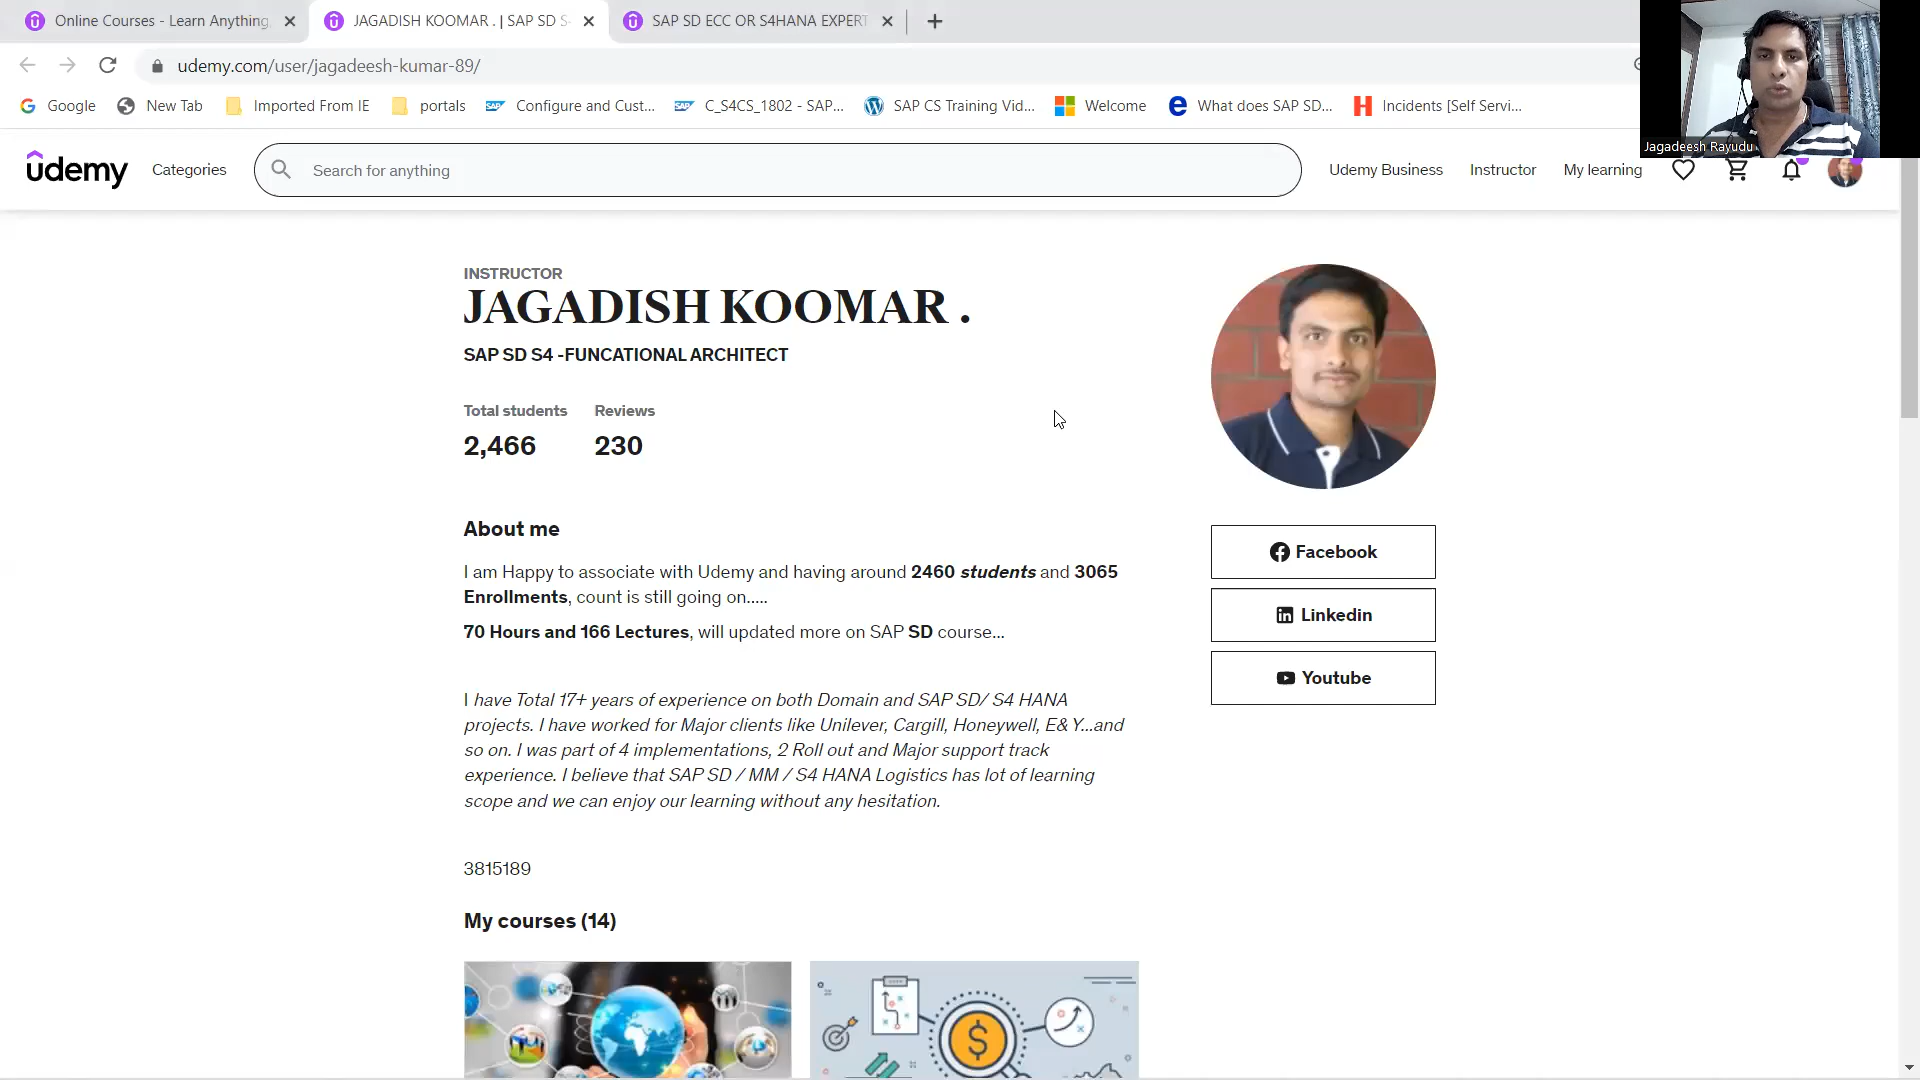 Online Courses - Learn Anything,
JAGADISH KOOMAR . | SAP SD S
SAP SD ECC OR S4HANA EXPERT
udemy.com/user/jagadeesh-kumar-89/
Google
New Tab
Imported From IE
portals
Configure and Cust...
C_S4CS_1802 - SAP...
SAP CS Training Vid...
Welcome
What does SAP SD...
Incidents [Self Servi...
Jagadeesh Rayudu
udemy
Categories
Search for anything
Udemy Business
Instructor
My learning
INSTRUCTOR
JAGADISH KOOMAR .
SAP SD S4 -FUNCATIONAL ARCHITECT
Total students
Reviews
2,466
230
About me
I am Happy to associate with Udemy and having around 2460 students and 3065
Enrollments, count is still going on.....
70 Hours and 166 Lectures, will updated more on SAP SD course...
I have Total 17+ years of experience on both Domain and SAP SD/ S4 HANA
projects. I have worked for Major clients like Unilever, Cargill, Honeywell, E& Y...and
so on. I was part of 4 implementations, 2 Roll out and Major support track
experience. I believe that SAP SD / MM / S4 HANA Logistics has lot of learning
scope and we can enjoy our learning without any hesitation.
3815189
Facebook
Linkedin
Youtube
My courses (14)